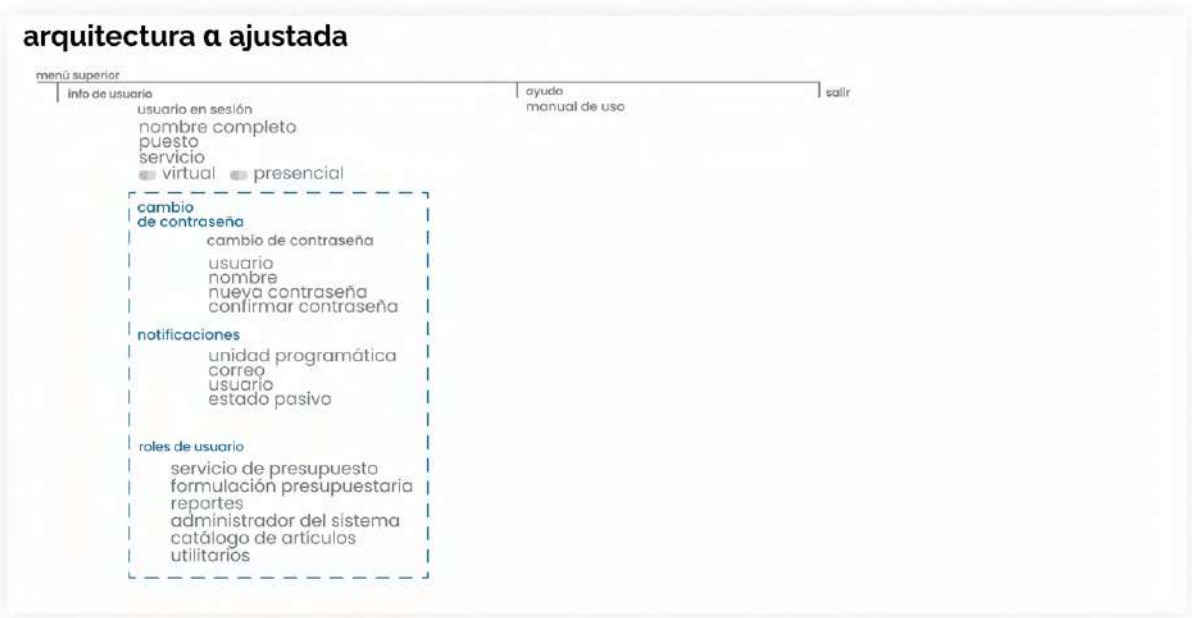 arquitectura α ajustada
menú superior
info de usuario
usuario en sesión
nombre completo
puesto
servicio
virtual presencial
cambio
de contraseña
cambio de contraseña
usuario
nombre
nueva contraseña
confirmar contraseña
notificaciones
unidad programática
correo
usuario
estado pasivo
roles de usuario
servicio de presupuesto
formulación presupuestaria
reportes
administrador del sistema
catálogo de artículos
utilitarios
ayuda
manual de uso
salir